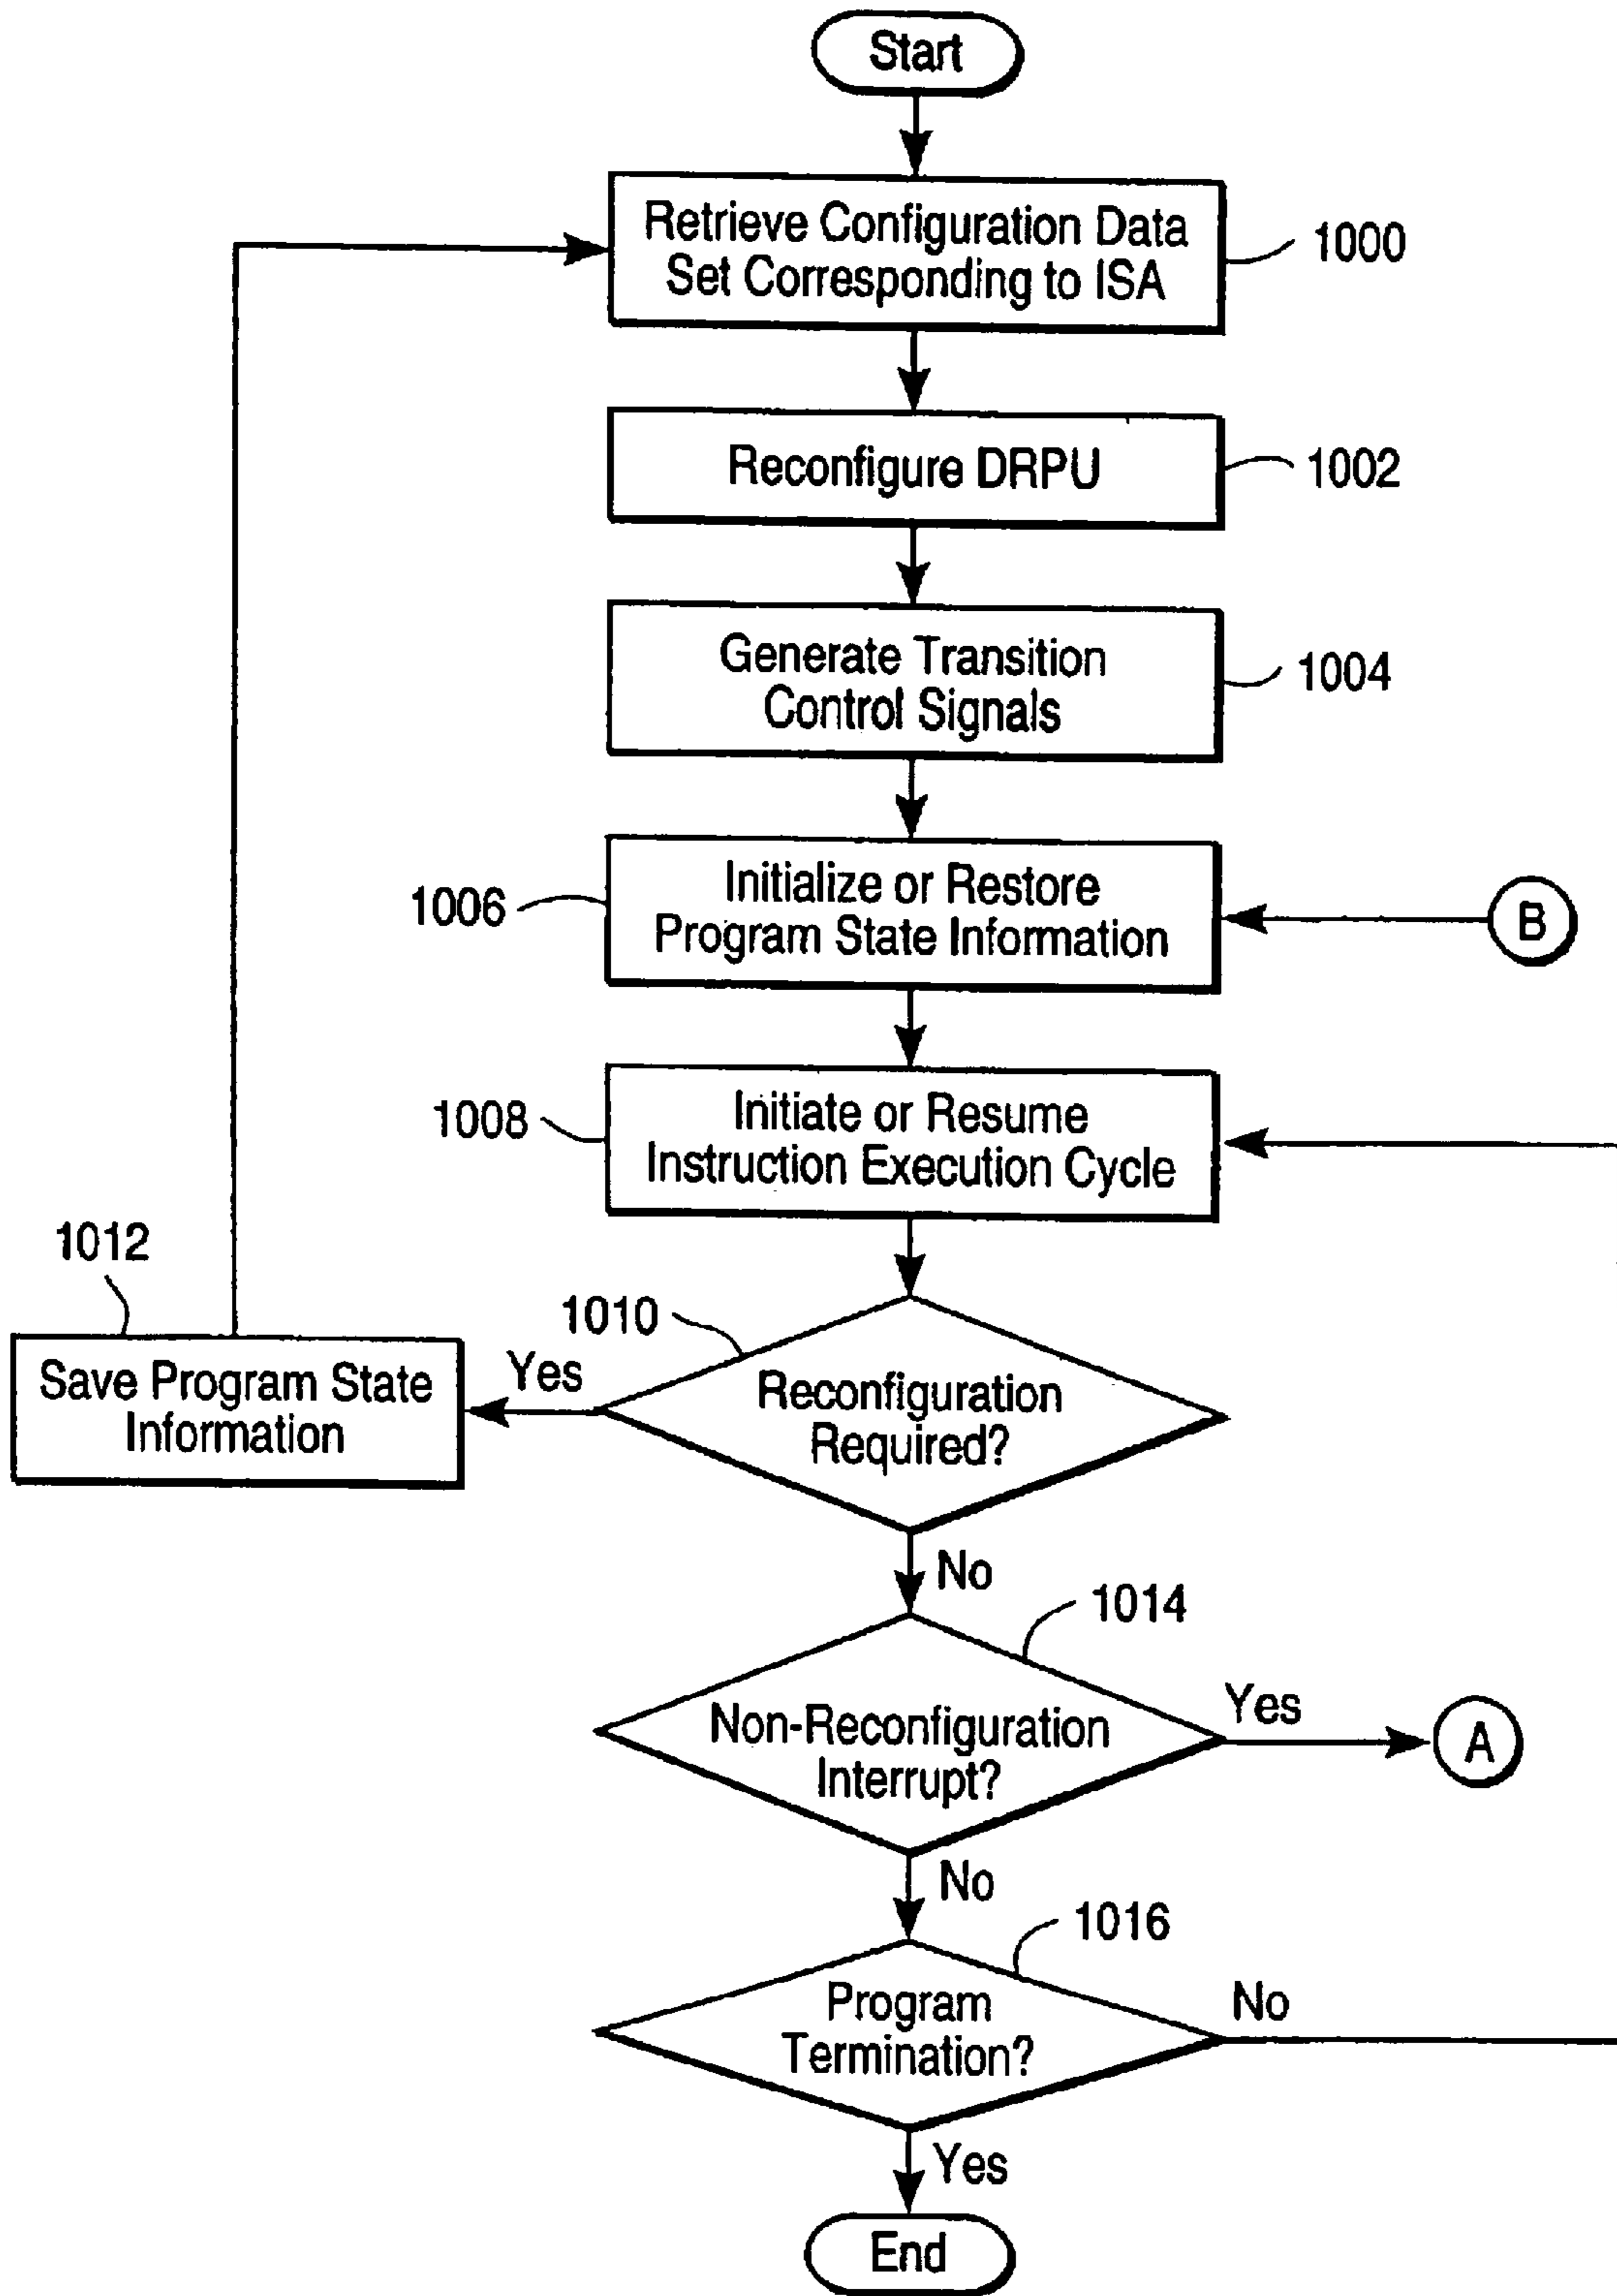 Start
Retrieve Configuration Data
Set Corresponding to ISA
1000
Reconfigure DRPU
1002
Generate Transition
Control Signals
1004
1006
Initialize or Restore
Program State Information
B
1008
Initiate or Resume
Instruction Execution Cycle
1012
Save Program State
Information
Yes
1010
Reconfiguration
Required?
No
1014
Non-Reconfiguration
Interrupt?
Yes
A
No
1016
Program
Termination?
No
Yes
End